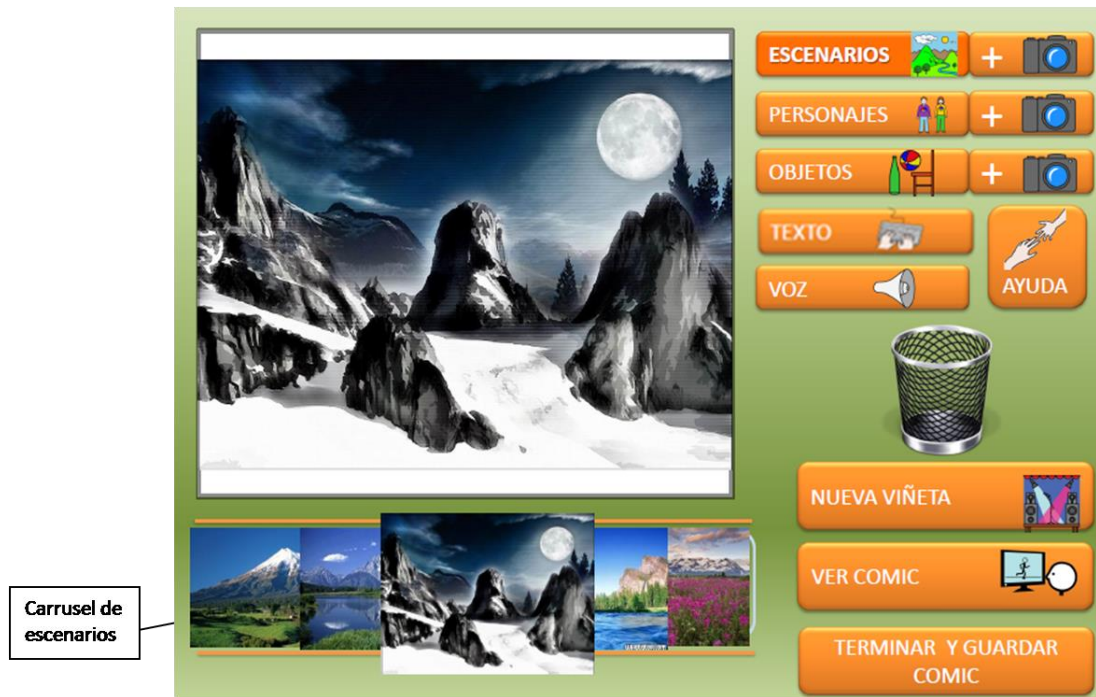 ESCENARIOS +
PERSONAJES +
OBJETOS +
TEXTO
VOZ
AYUDA
NUEVA VIÑETA
VER COMIC
TERMINAR Y GUARDAR
COMIC
Carrusel de
escenarios